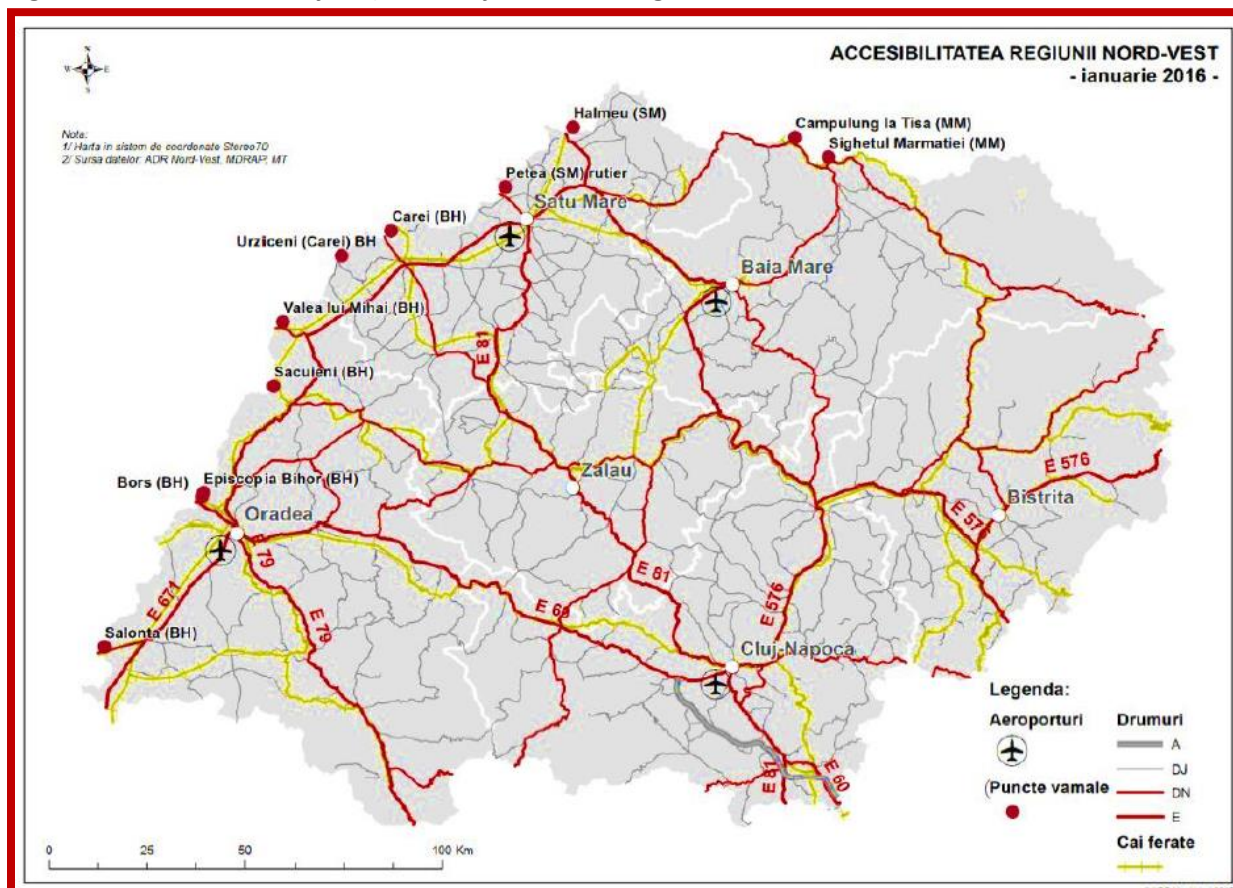 ACCESIBILITATEA REGIUNII NORD-VEST
- ianuarie 2016 -
N
W E
S
Nota:
1/ Harta in sistem de coordonate Stereo70
2/ Sursa datelor: ADR Nord-Vest, MDRAP, MT
Halmeu (SM)
Campulung la Tisa (MM)
Sighetul Marmatiei (MM)
Petea (SM) rutier
Satu Mare
Carei (BH)
Urziceni (Carei) BH
Baia Mare
Valea lui Mihai (BH)
E 81
Sacuieni (BH)
Zalau
E 576
Bors (BH)
Episcopia Bihor (BH)
Bistrita
Oradea
E 57
E 79
E 81
E 671
E 79
E 60
E 576
Salonta (BH)
Cluj-Napoca
E 81
E 60
Legenda:
Aeroporturi
Drumuri
A
DJ
(Puncte vamale
DN
E
Cai ferate
0 25 50 100 Km